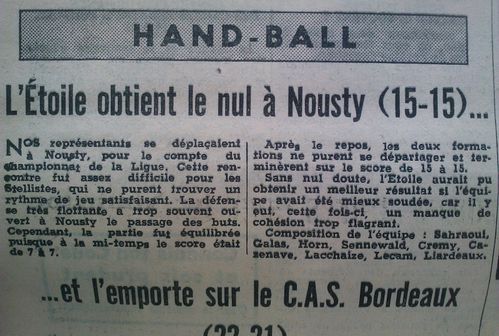 HAND-BALL
L'Étoile obtient le nul à Nousty (15-15)...
NOS représentants se déplaçaient
à Nousty, pour le compte du
championnat de la Ligue. Cette ren-
contre fut assez difficile pour les
Stellistes, qui ne purent trouver un
rythme de jeu satisfaisant. La défen-
se très flottante a trop souvent ou-
vert à Nousty le passage des buts.
Cependant, la partie fut équilibrée
puisque à la mi-temps le score était
de 7 à 7.
Après le repos, les deux forma-
tions ne purent se départager et ter-
minèrent sur le score de 15 à 15.
Sans nul doute, l'Etoile aurait pu
obtenir un meilleur résultat si l'équi-
pe avait été mieux soudée, car il y
eut, cette fois-ci, un manque de
cohésion trop flagrant.
Composition de l'équipe : Sahraoui,
Galas, Horn, Sennewald, Cremy, Ca-
senave, Lacchaize, Lecam, Liardeaux.
...et l'emporte sur le C.A.S. Bordeaux
(22-21)